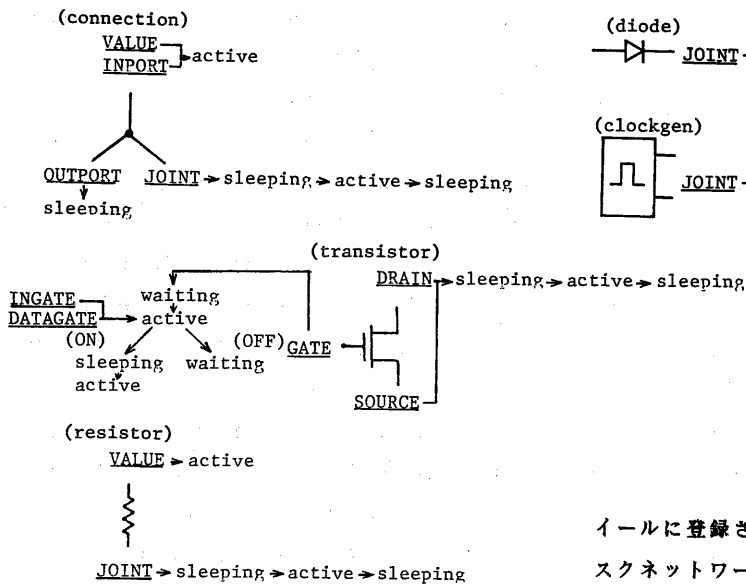 (connection)
VALUE
INPORT
active
OUTPORT
sleeping
JOINT → sleeping → active → sleeping
(diode)
JOINT
(clockgen)
JOINT
(transistor)
DRAIN → sleeping → active → sleeping
INGATE
DATAGATE
waiting
active
(ON)
sleeping
active
waiting
(OFF)
GATE
SOURCE
(resistor)
VALUE → active
JOINT → sleeping → active → sleeping
イールに登録さ
スクネットワー